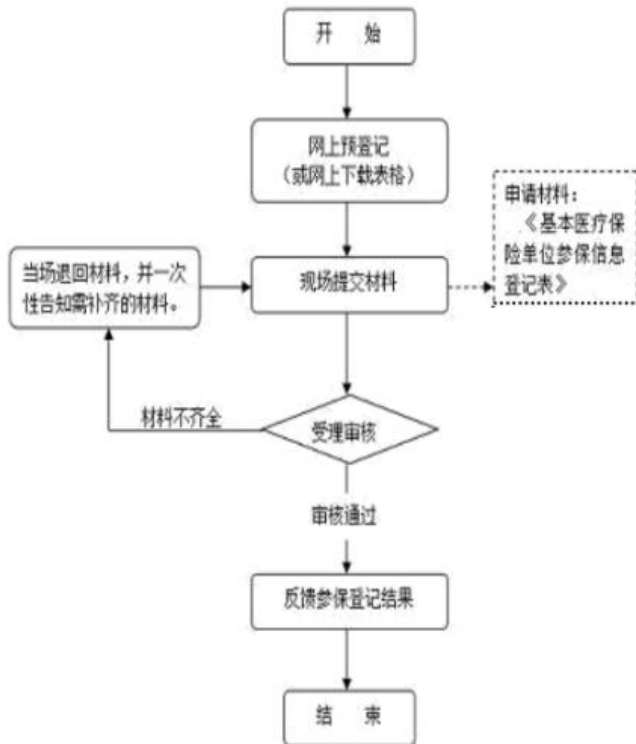 开 始
网上预登记
（或网上下载表格）
申请材料：
《基本医疗保
险单位参保信息
登记表》
当场退回材料，并一次
性告知需补齐的材料。
现场提交材料
材料不齐全
受理审核
审核通过
反馈参保登记结果
结 束